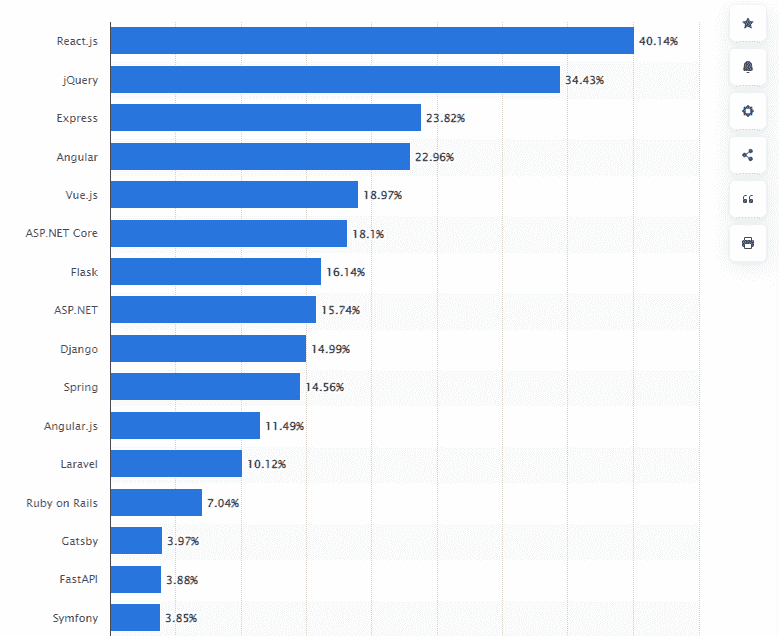 React.js 40.14%
jQuery 34.43%
Express 23.82%
Angular 22.96%
Vue.js 18.97%
ASP.NET Core 18.1%
Flask 16.14%
ASP.NET 15.74%
Django 14.99%
Spring 14.56%
Angular.js 11.49%
Laravel 10.12%
Ruby on Rails 7.04%
Gatsby 3.97%
FastAPI 3.88%
Symfony 3.85%